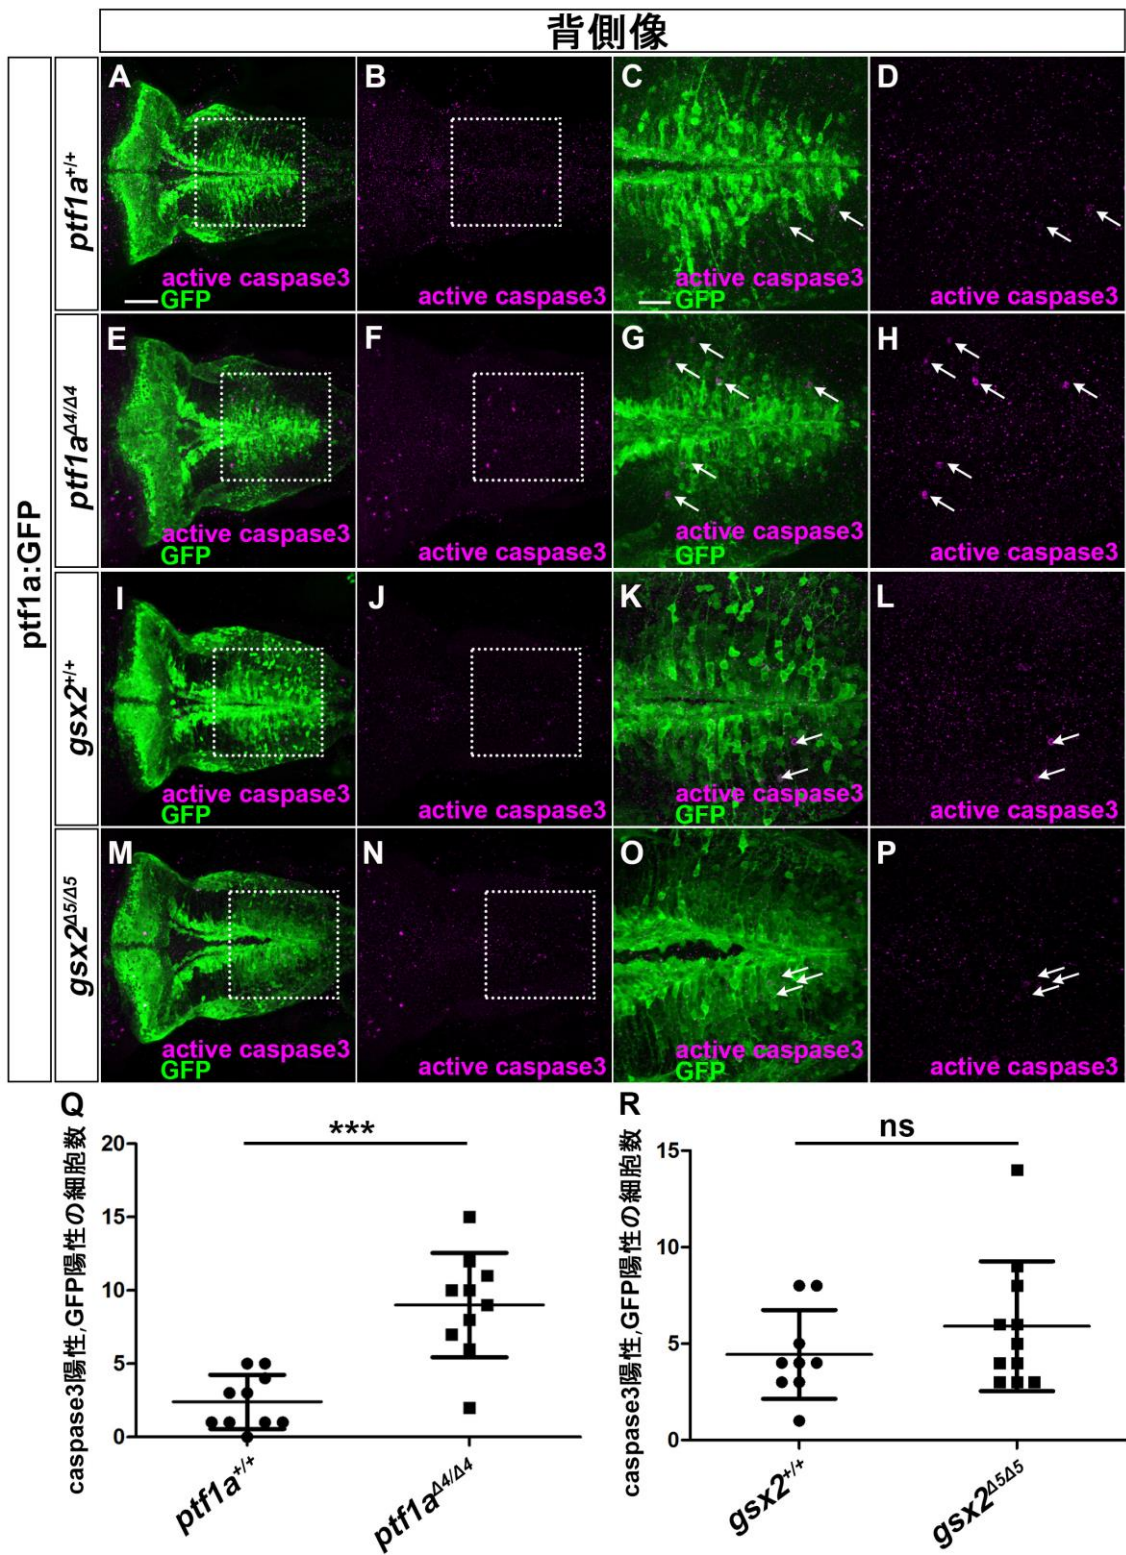 背側像
ptf1a:GFP
ptf1a+/+
A
active caspase3
GFP
B
active caspase3
C
active caspase3
GFP
D
active caspase3
ptf1aΔ4/Δ4
E
active caspase3
GFP
F
active caspase3
G
active caspase3
GFP
H
active caspase3
gsx2+/+
I
active caspase3
GFP
J
active caspase3
K
active caspase3
GFP
L
active caspase3
gsx2Δ5/Δ5
M
active caspase3
GFP
N
active caspase3
O
active caspase3
GFP
P
active caspase3
Q
caspase3陽性,GFP陽性の細胞数
***
20
15
10
5
0
ptf1a+/+
ptf1aΔ4/Δ4
R
caspase3陽性,GFP陽性の細胞数
ns
15
10
5
0
gsx2+/+
gsx2Δ5Δ5